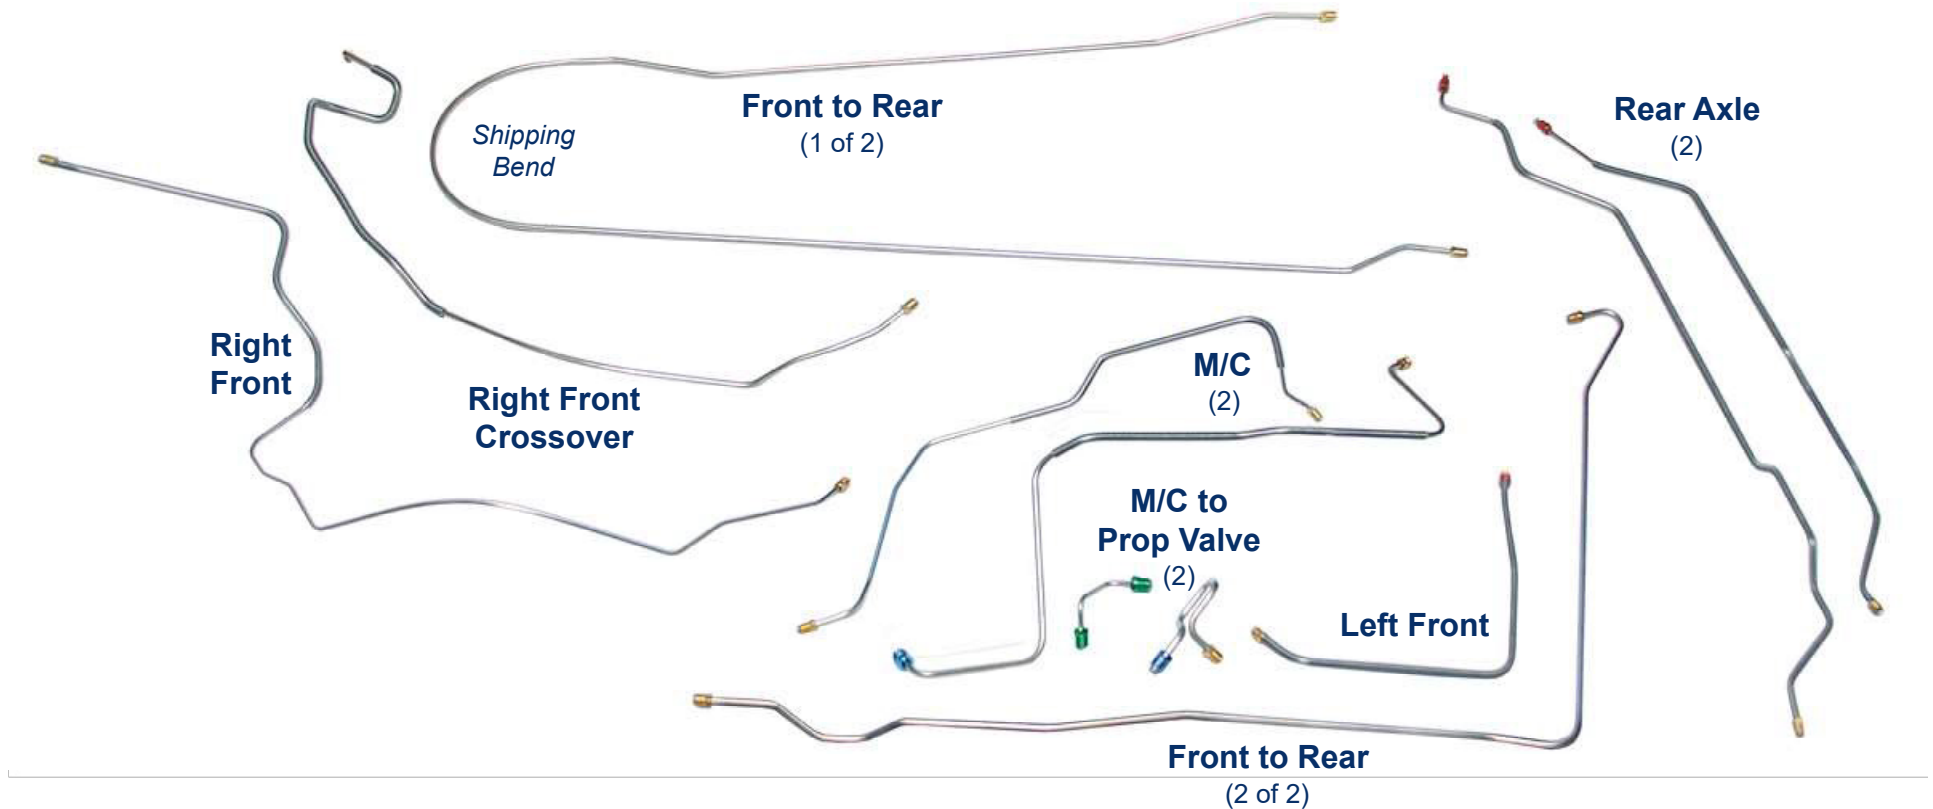 Front to Rear
(1 of 2)
Shipping
Bend
Rear Axle
(2)
Right
Front
Right Front
Crossover
M/C
(2)
M/C to
Prop Valve
(2)
Left Front
Front to Rear
(2 of 2)